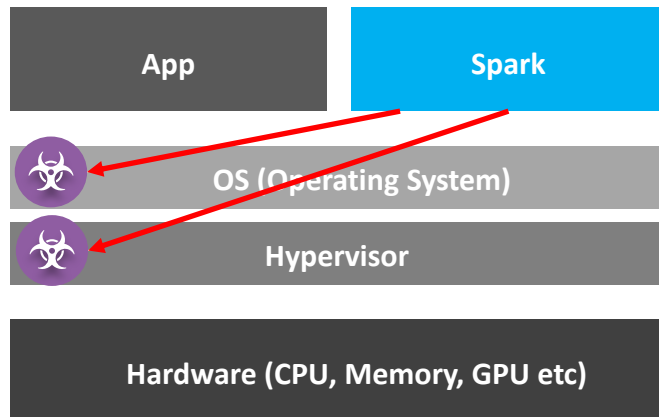 App
Spark
OS (Operating System)
Hypervisor
Hardware (CPU, Memory, GPU etc)